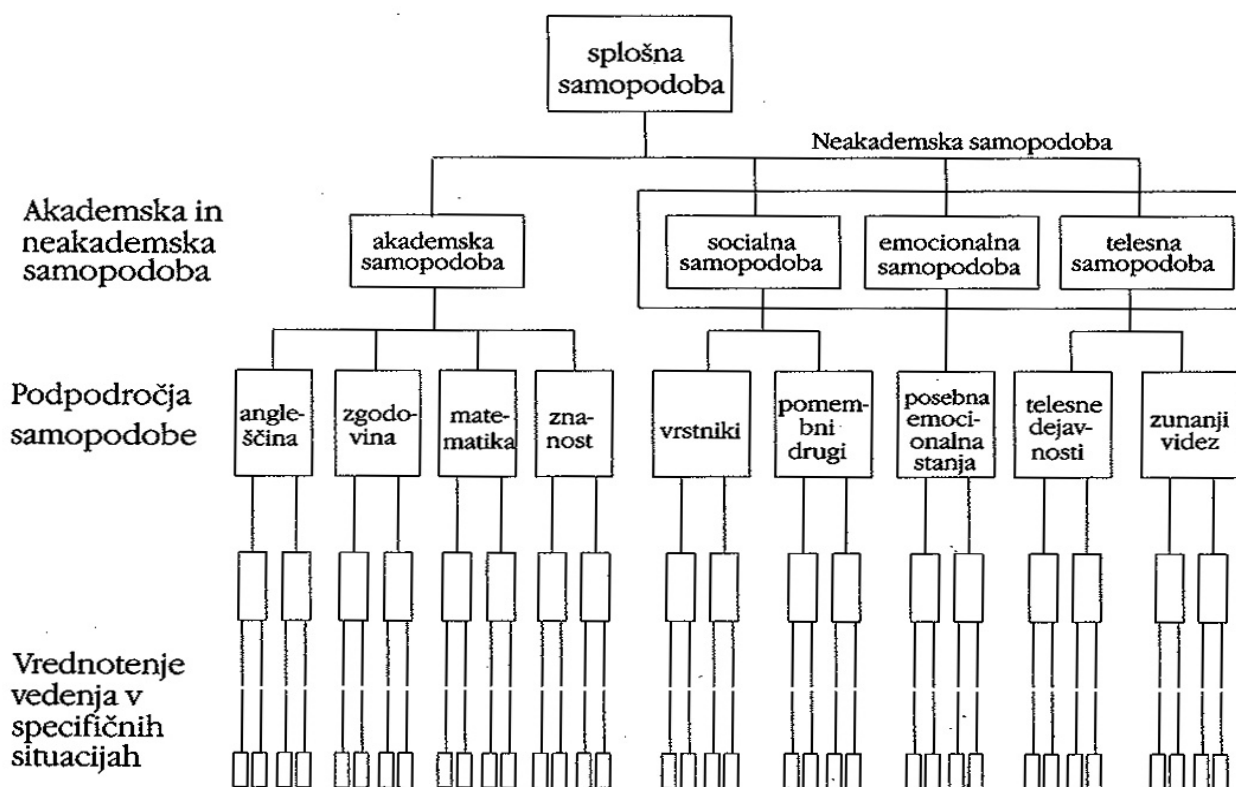 splošna
samopodoba
Neakademska samopodoba
Akademska in
neakademska
samopodoba
akademska
samopodoba
socialna
samopodoba
emocionalna
samopodoba
telesna
samopodoba
Podpodročja
samopodobe
angle-
ščina
zgodo-
vina
mate-
matika
zna-
nost
vrstniki
pomem-
bni
drugi
posebna
emoci-
onalna
stanja
telesne
dejav-
nosti
zunanji
videz
Vrednotenje
vedenja v
specifičnih
situacijah